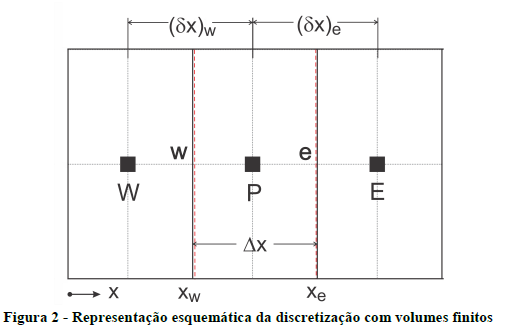 (δx)w (δx)e
w e
W P E
Δx
x xw xe
Figura 2 - Representação esquemática da discretização com volumes finitos